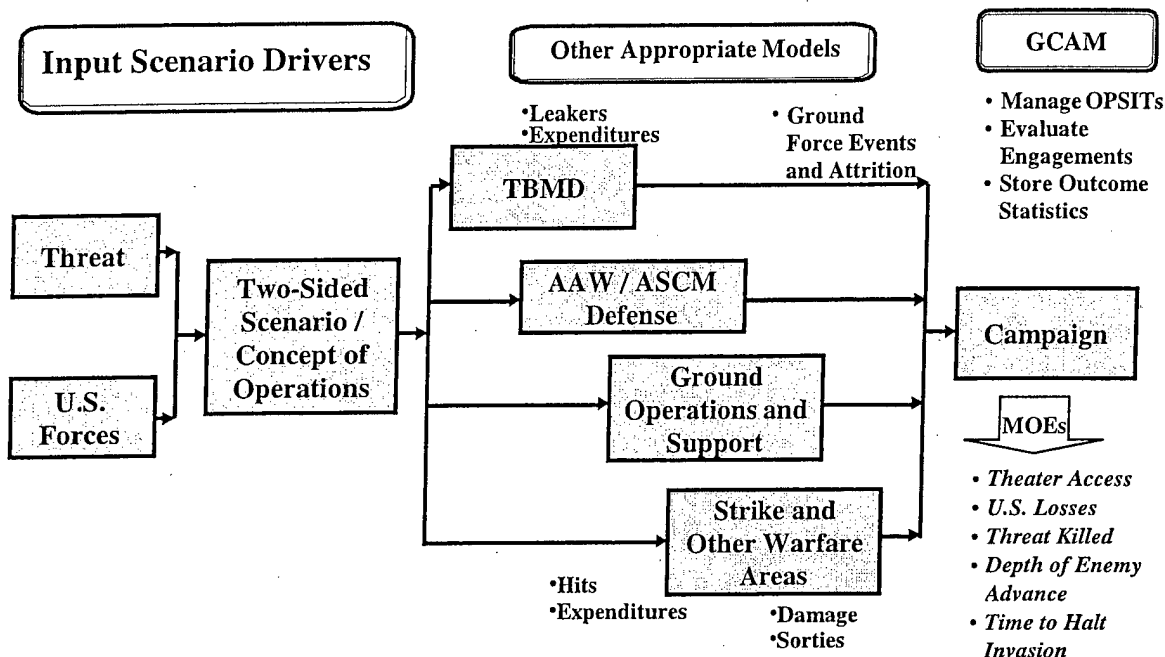 Input Scenario Drivers
Other Appropriate Models
GCAM
•Leakers
•Expenditures
• Ground
Force Events
and Attrition
• Manage OPSITs
• Evaluate
Engagements
• Store Outcome
Statistics
TBMD
Threat
U.S.
Forces
Two-Sided
Scenario /
Concept of
Operations
AAW / ASCM
Defense
Ground
Operations and
Support
Strike and
Other Warfare
Areas
•Hits
•Expenditures
•Damage
•Sorties
Campaign
MOEs
• Theater Access
• U.S. Losses
• Threat Killed
• Depth of Enemy
Advance
• Time to Halt
Invasion